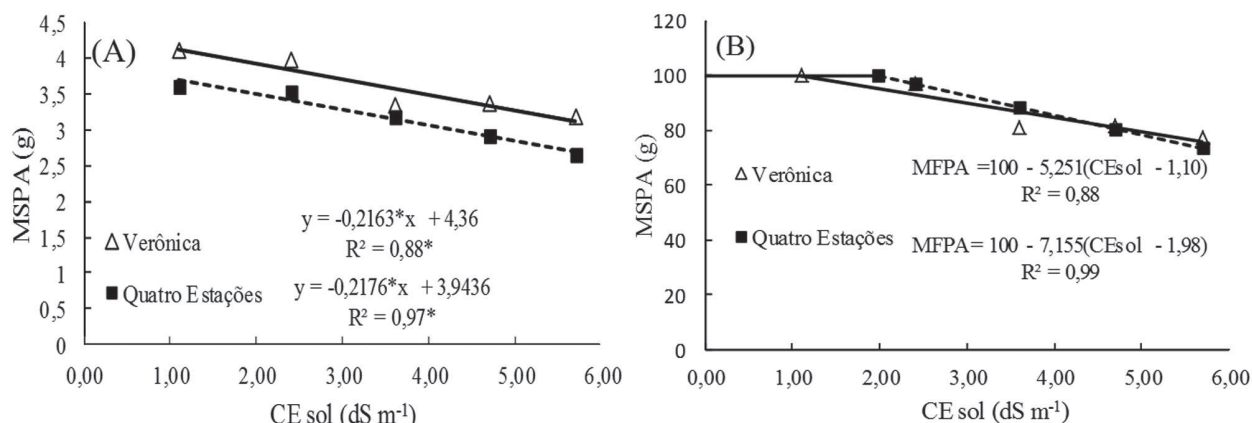 (A)
MSPA (g)
4,5
4
3,5
3
2,5
2
1,5
1
0,5
0
Verônica
y = -0,2163*x + 4,36
R² = 0,88*
Quatro Estações
y = -0,2176*x + 3,9436
R² = 0,97*
0,00 1,00 2,00 3,00 4,00 5,00 6,00
CE sol (dS m⁻¹)
(B)
MSPA (g)
120
100
80
60
40
20
0
Verônica
MFPA =100 - 5,251(CEsol - 1,10)
R² = 0,88
Quatro Estações
MFPA= 100 - 7,155(CEsol - 1,98)
R² = 0,99
0,00 1,00 2,00 3,00 4,00 5,00 6,00
CE sol (dS m⁻¹)